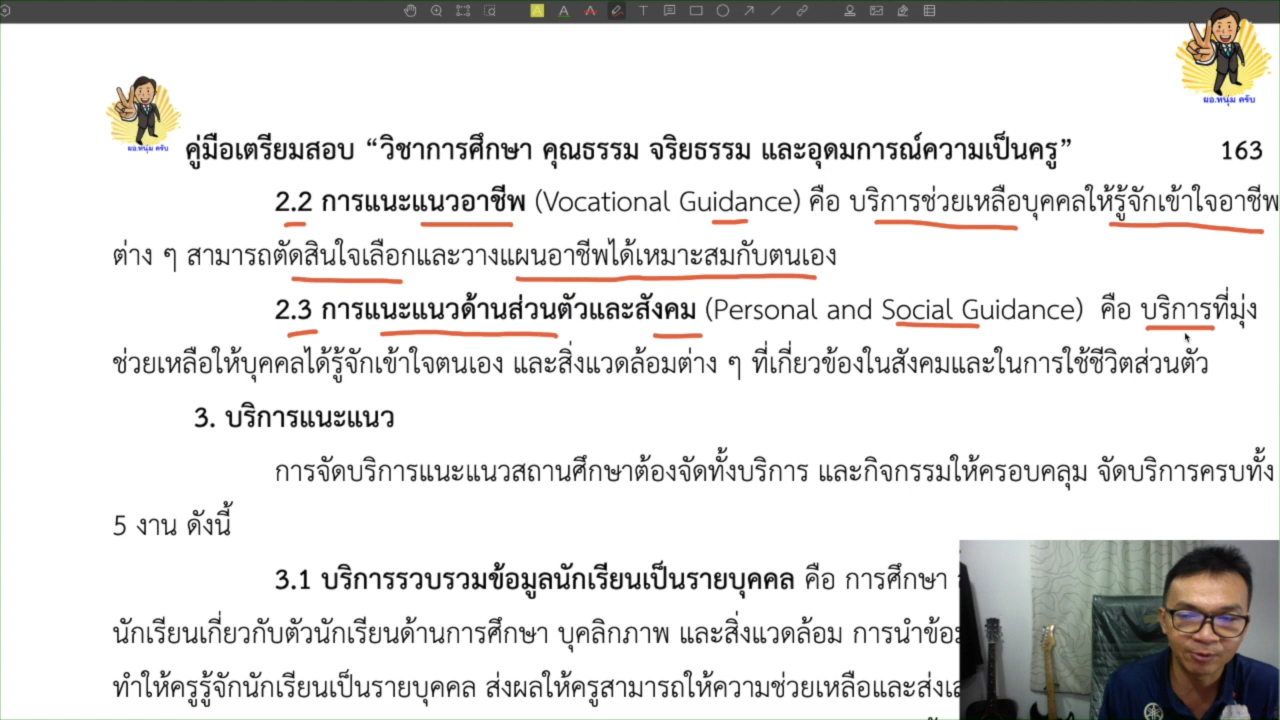 ผอ.หนุ่ม ครับ
ผอ.หนุ่ม ครับ
คู่มือเตรียมสอบ “วิชาการศึกษา คุณธรรม จริยธรรม และอุดมการณ์ความเป็นครู” 163
2.2 การแนะแนวอาชีพ (Vocational Guidance) คือ บริการช่วยเหลือบุคคลให้รู้จักเข้าใจอาชีพ
ต่าง ๆ สามารถตัดสินใจเลือกและวางแผนอาชีพได้เหมาะสมกับตนเอง
2.3 การแนะแนวด้านส่วนตัวและสังคม (Personal and Social Guidance) คือ บริการที่มุ่ง
ช่วยเหลือให้บุคคลได้รู้จักเข้าใจตนเอง และสิ่งแวดล้อมต่าง ๆ ที่เกี่ยวข้องในสังคมและในการใช้ชีวิตส่วนตัว
3. บริการแนะแนว
การจัดบริการแนะแนวสถานศึกษาต้องจัดทั้งบริการ และกิจกรรมให้ครอบคลุม จัดบริการครบทั้ง
5 งาน ดังนี้
3.1 บริการรวบรวมข้อมูลนักเรียนเป็นรายบุคคล คือ การศึกษา
นักเรียนเกี่ยวกับตัวนักเรียนด้านการศึกษา บุคลิกภาพ และสิ่งแวดล้อม การนำข้อ
ทำให้ครูรู้จักนักเรียนเป็นรายบุคคล ส่งผลให้ครูสามารถให้ความช่วยเหลือและ